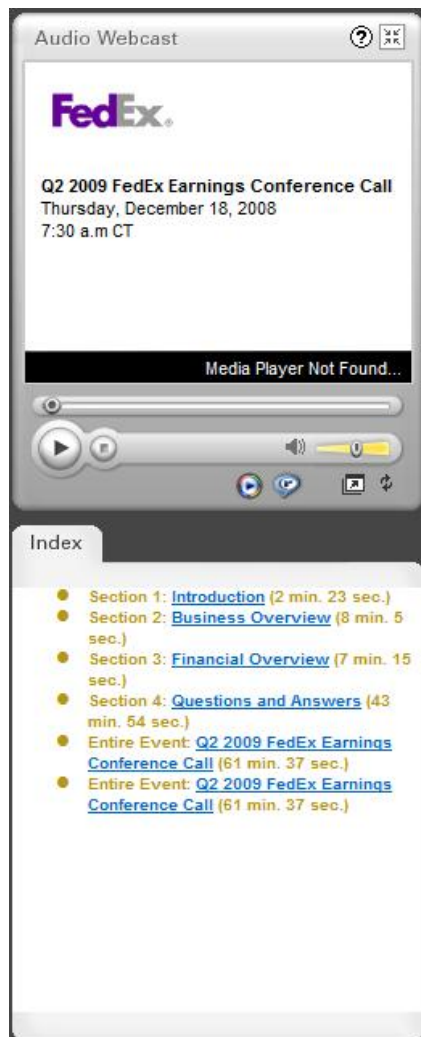 Audio Webcast
?
FedEx®
Q2 2009 FedEx Earnings Conference Call
Thursday, December 18, 2008
7:30 a.m CT
Media Player Not Found...
Index
Section 1: Introduction (2 min. 23 sec.)
Section 2: Business Overview (8 min. 5
sec.)
Section 3: Financial Overview (7 min. 15
sec.)
Section 4: Questions and Answers (43
min. 54 sec.)
Entire Event: Q2 2009 FedEx Earnings
Conference Call (61 min. 37 sec.)
Entire Event: Q2 2009 FedEx Earnings
Conference Call (61 min. 37 sec.)